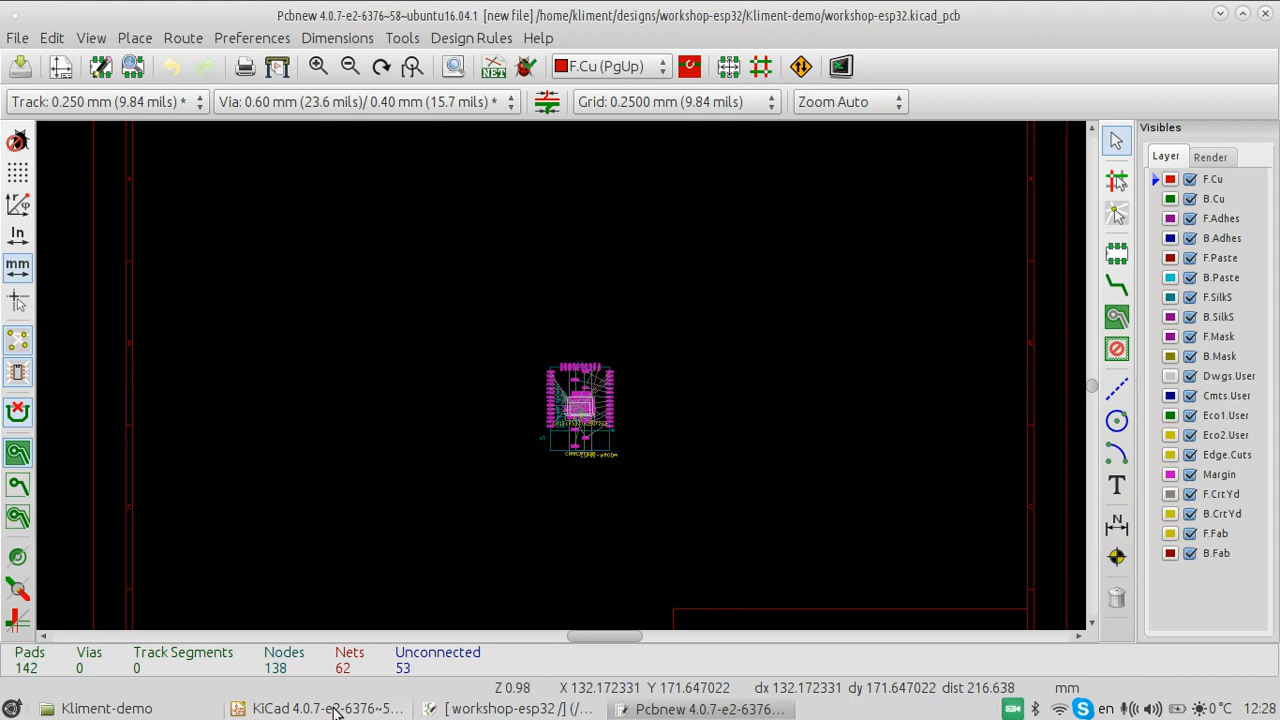 Pcbnew 4.0.7-e2-6376~58~ubuntu16.04.1 [new file] /home/kliment/designs/workshop-esp32/Kliment-demo/workshop-esp32.kicad_pcb
File Edit View Place Route Preferences Dimensions Tools Design Rules Help
NET F.Cu (PgUp)
Track: 0.250 mm (9.84 mils) * Via: 0.60 mm (23.6 mils)/ 0.40 mm (15.7 mils) * Grid: 0.2500 mm (9.84 mils) Zoom Auto
Visibles
Layer Render
F.Cu
B.Cu
F.Adhes
In
B.Adhes
F.Paste
mm
B.Paste
F.SilkS
B.SilkS
F.Mask
B.Mask
Dwgs.User
Cmts.User
Eco1.User
Eco2.User
Edge.Cuts
Margin
T
F.CrtYd
B.CrtYd
N
F.Fab
B.Fab
Pads Vias Track Segments Nodes Nets Unconnected
142 0 0 138 62 53
Z 0.98 X 132.172331 Y 171.647022 dx 132.172331 dy 171.647022 dist 216.638 mm
Kliment-demo KiCad 4.0.7-e2-6376~5... [ workshop-esp32 /] (/... Pcbnew 4.0.7-e2-6376... en 0°C 12:28